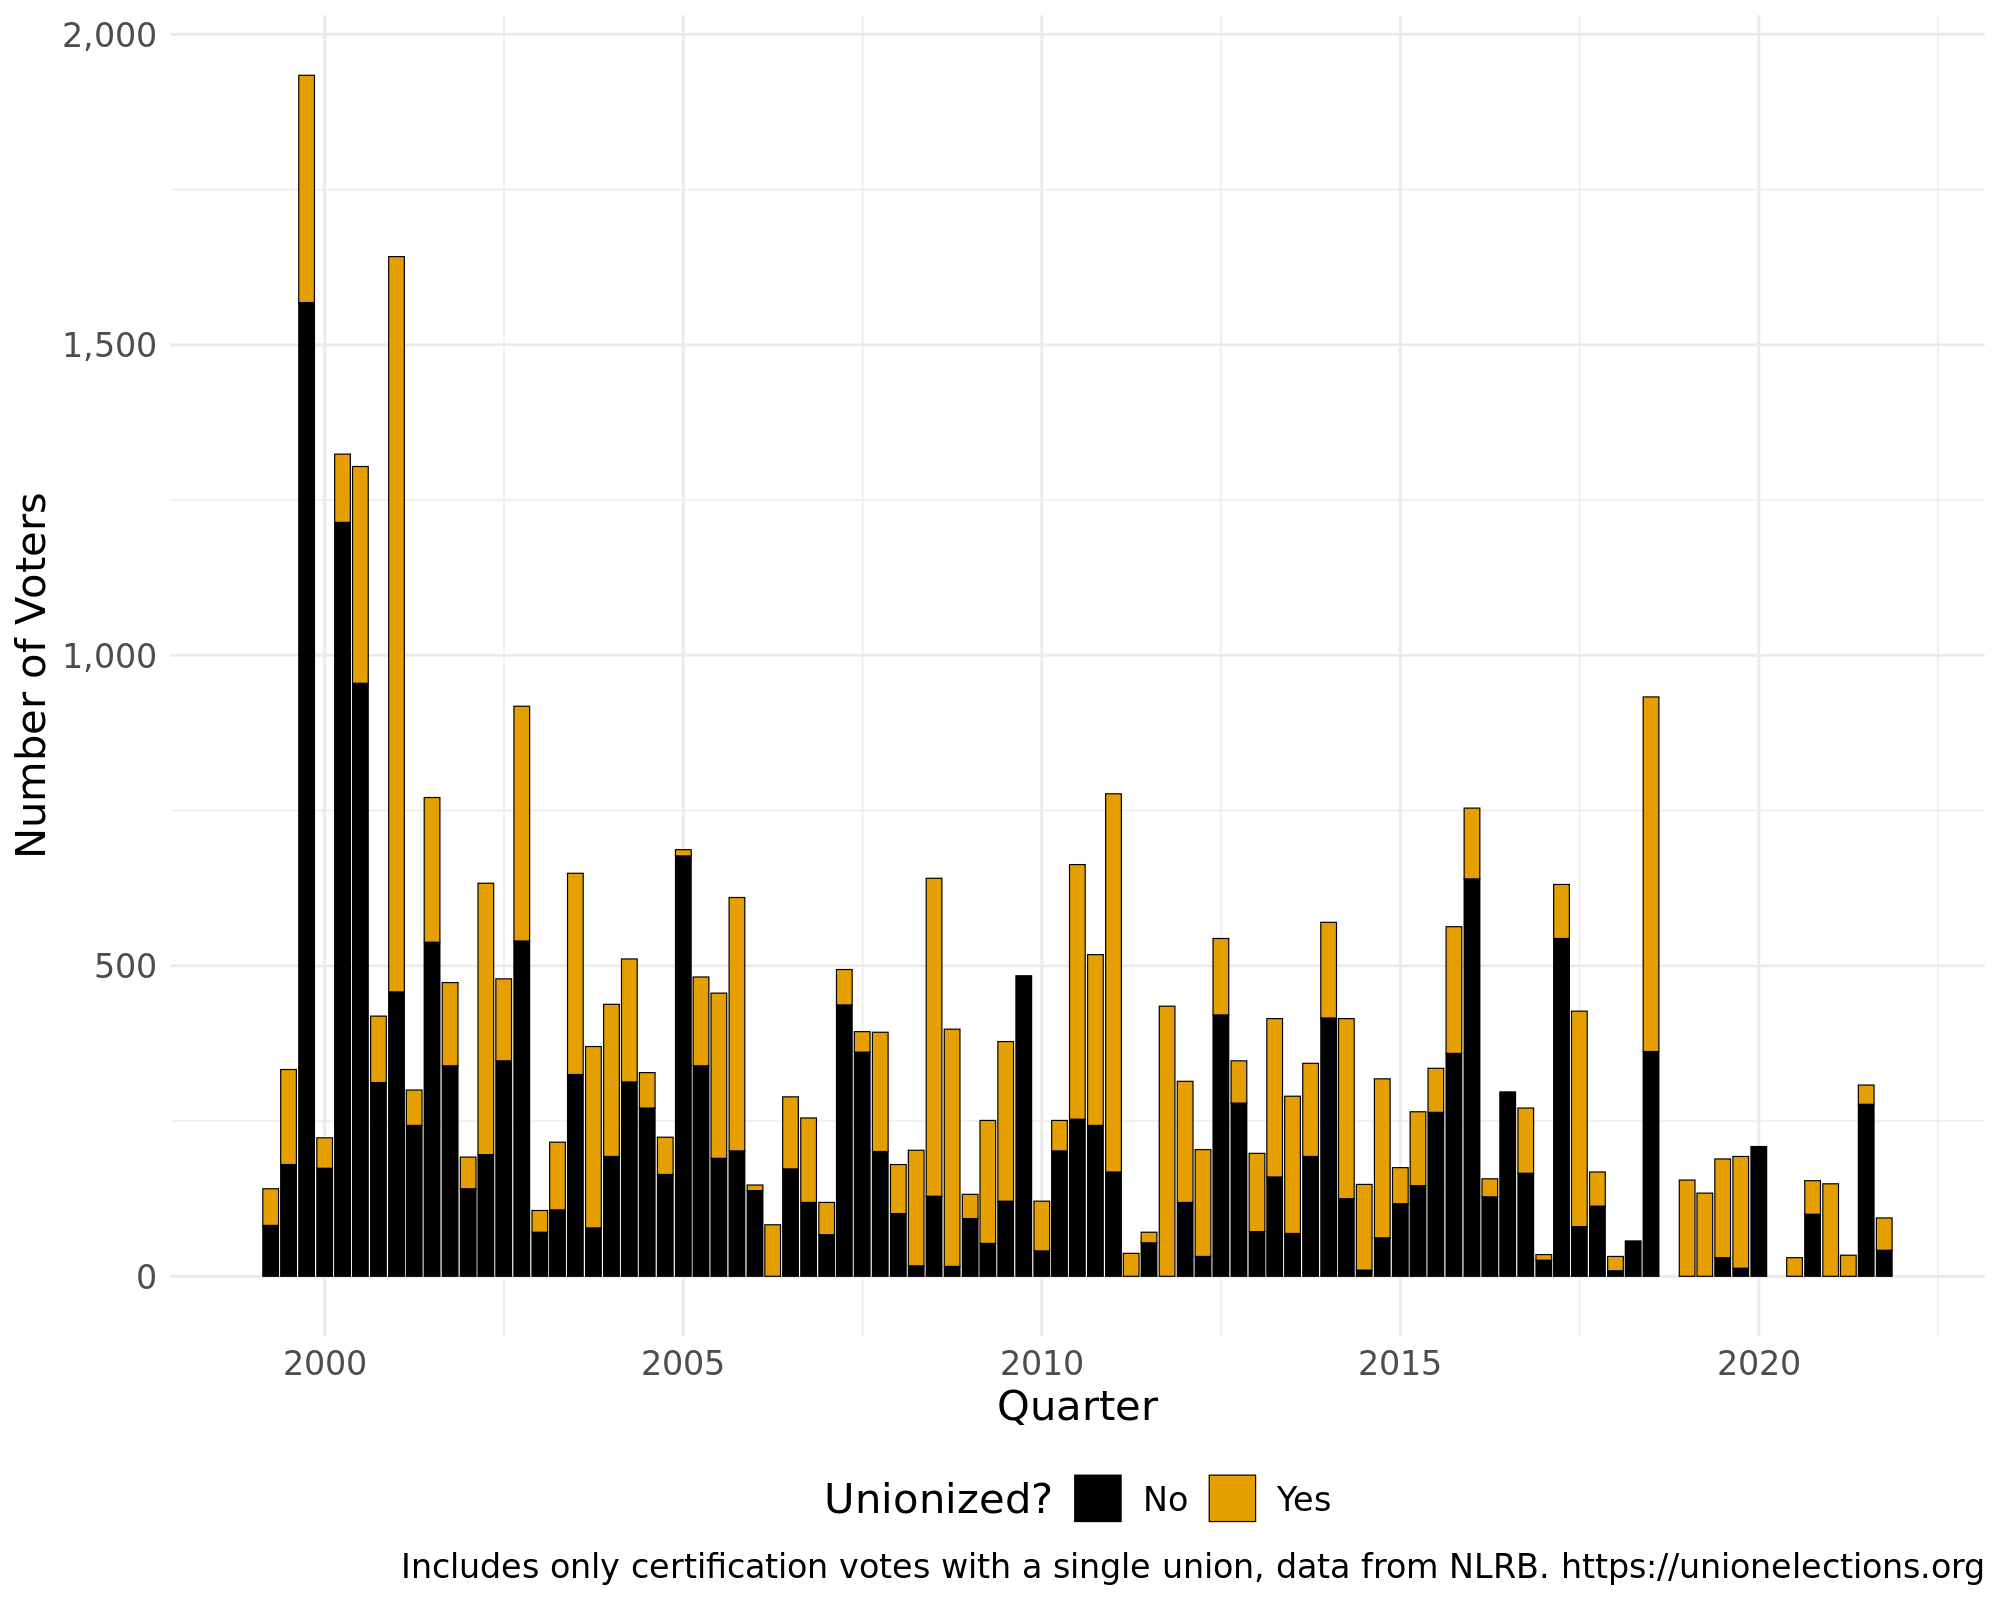 2,000
1,500
1,000
500
0
Number of Voters
2000 2005 2010 2015 2020
Quarter
Unionized? No Yes
Includes only certification votes with a single union, data from NLRB. https://unionelections.org